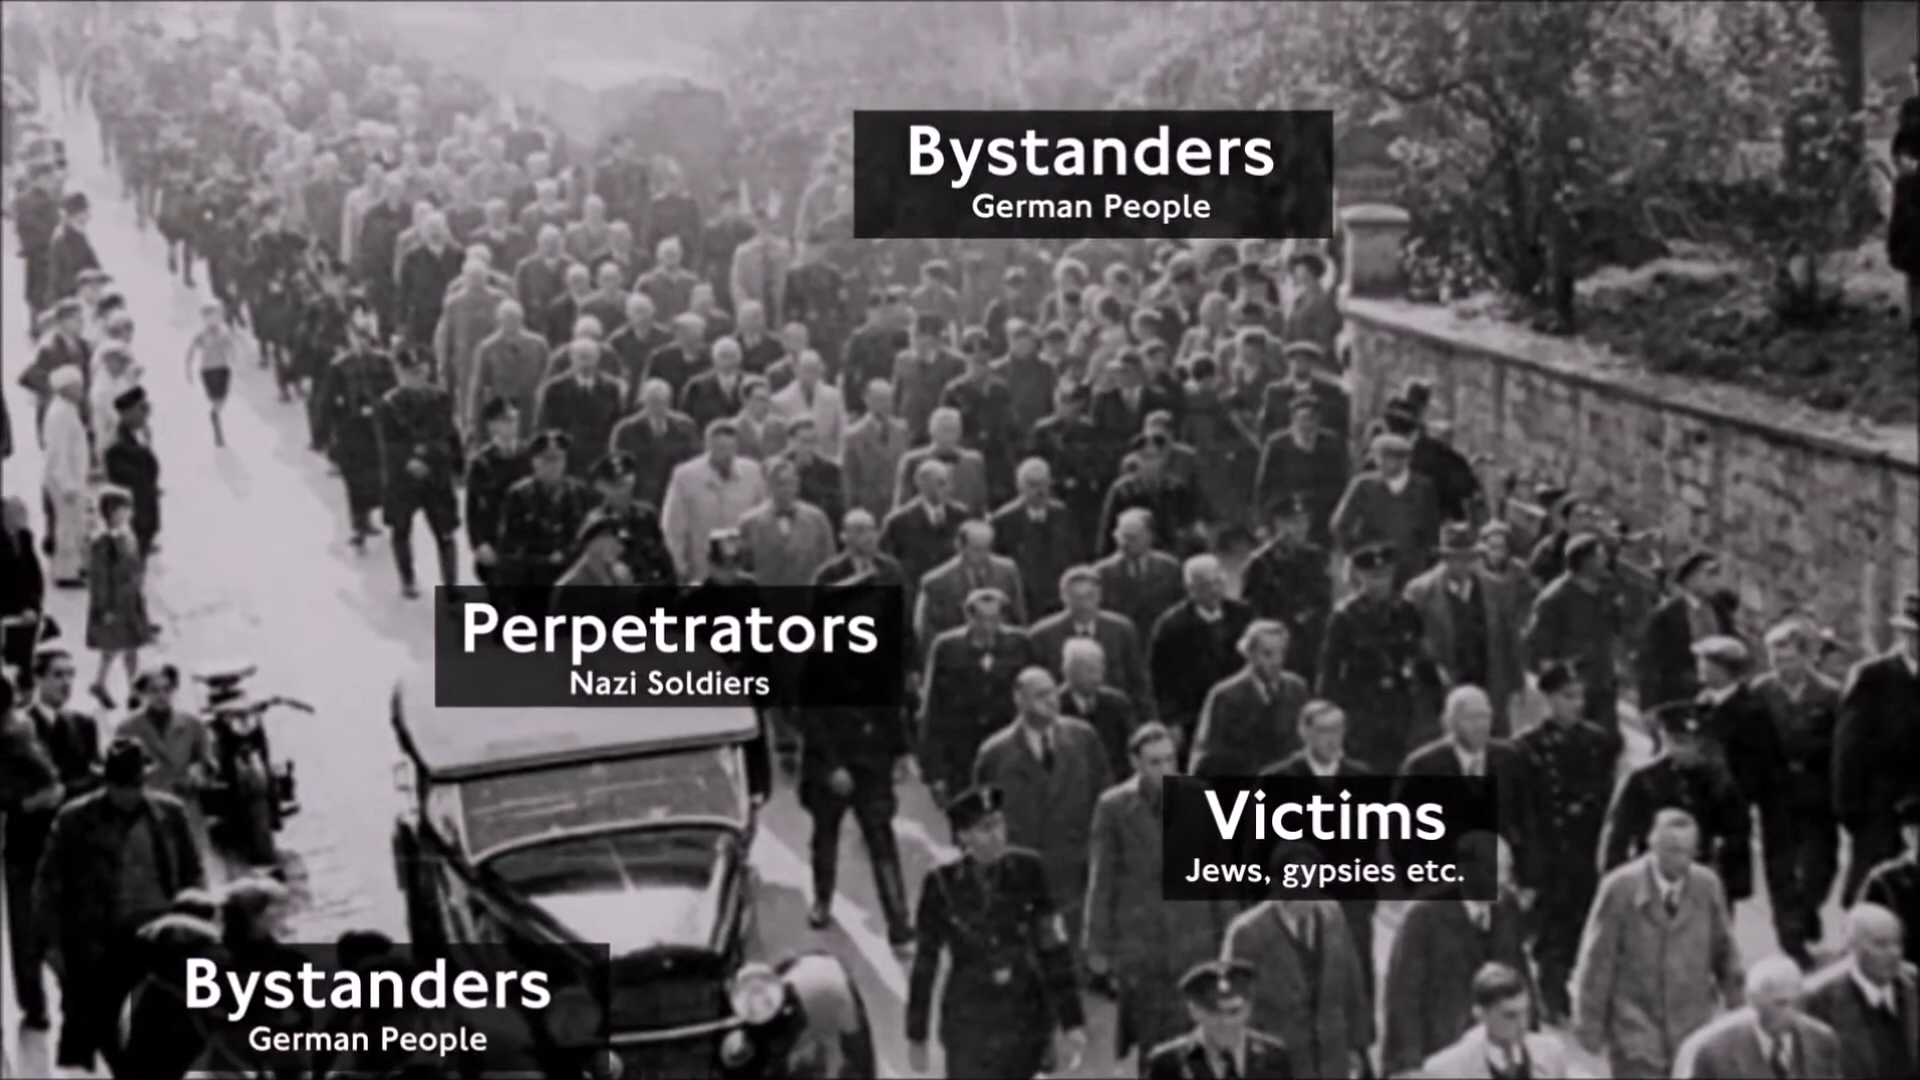 Bystanders
German People
Perpetrators
Nazi Soldiers
Victims
Jews, gypsies etc.
Bystanders
German People